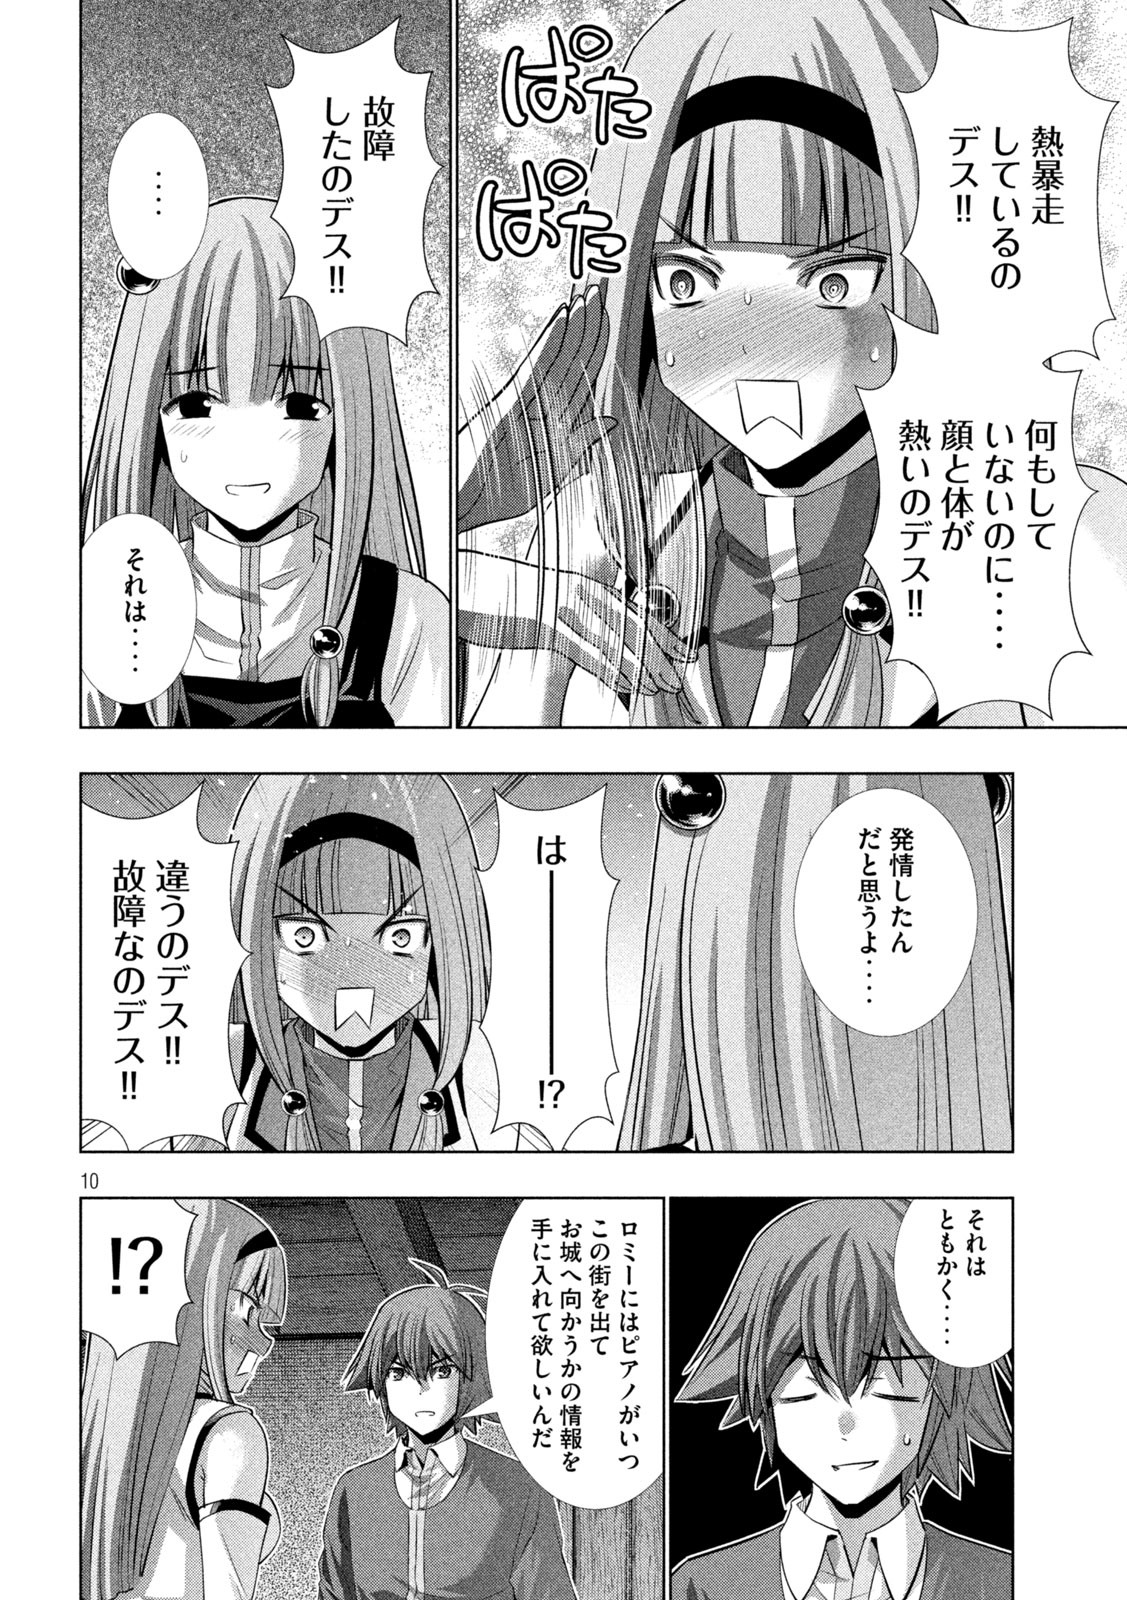 熱暴走
しているの
デス!!
何もして
いないのに‥‥
顔と体が
熱いのデス!!
ぱた
ぱた
故障
したのデス!!
‥‥
それは‥‥
発情したん
だと思うよ‥‥
は――!?
違うのデス!!
故障なのデス!!
10
それは
ともかく‥‥
ロミーにはピアノがいつ
この街を出て
お城へ向かうかの情報を
手に入れて欲しいんだ
!?